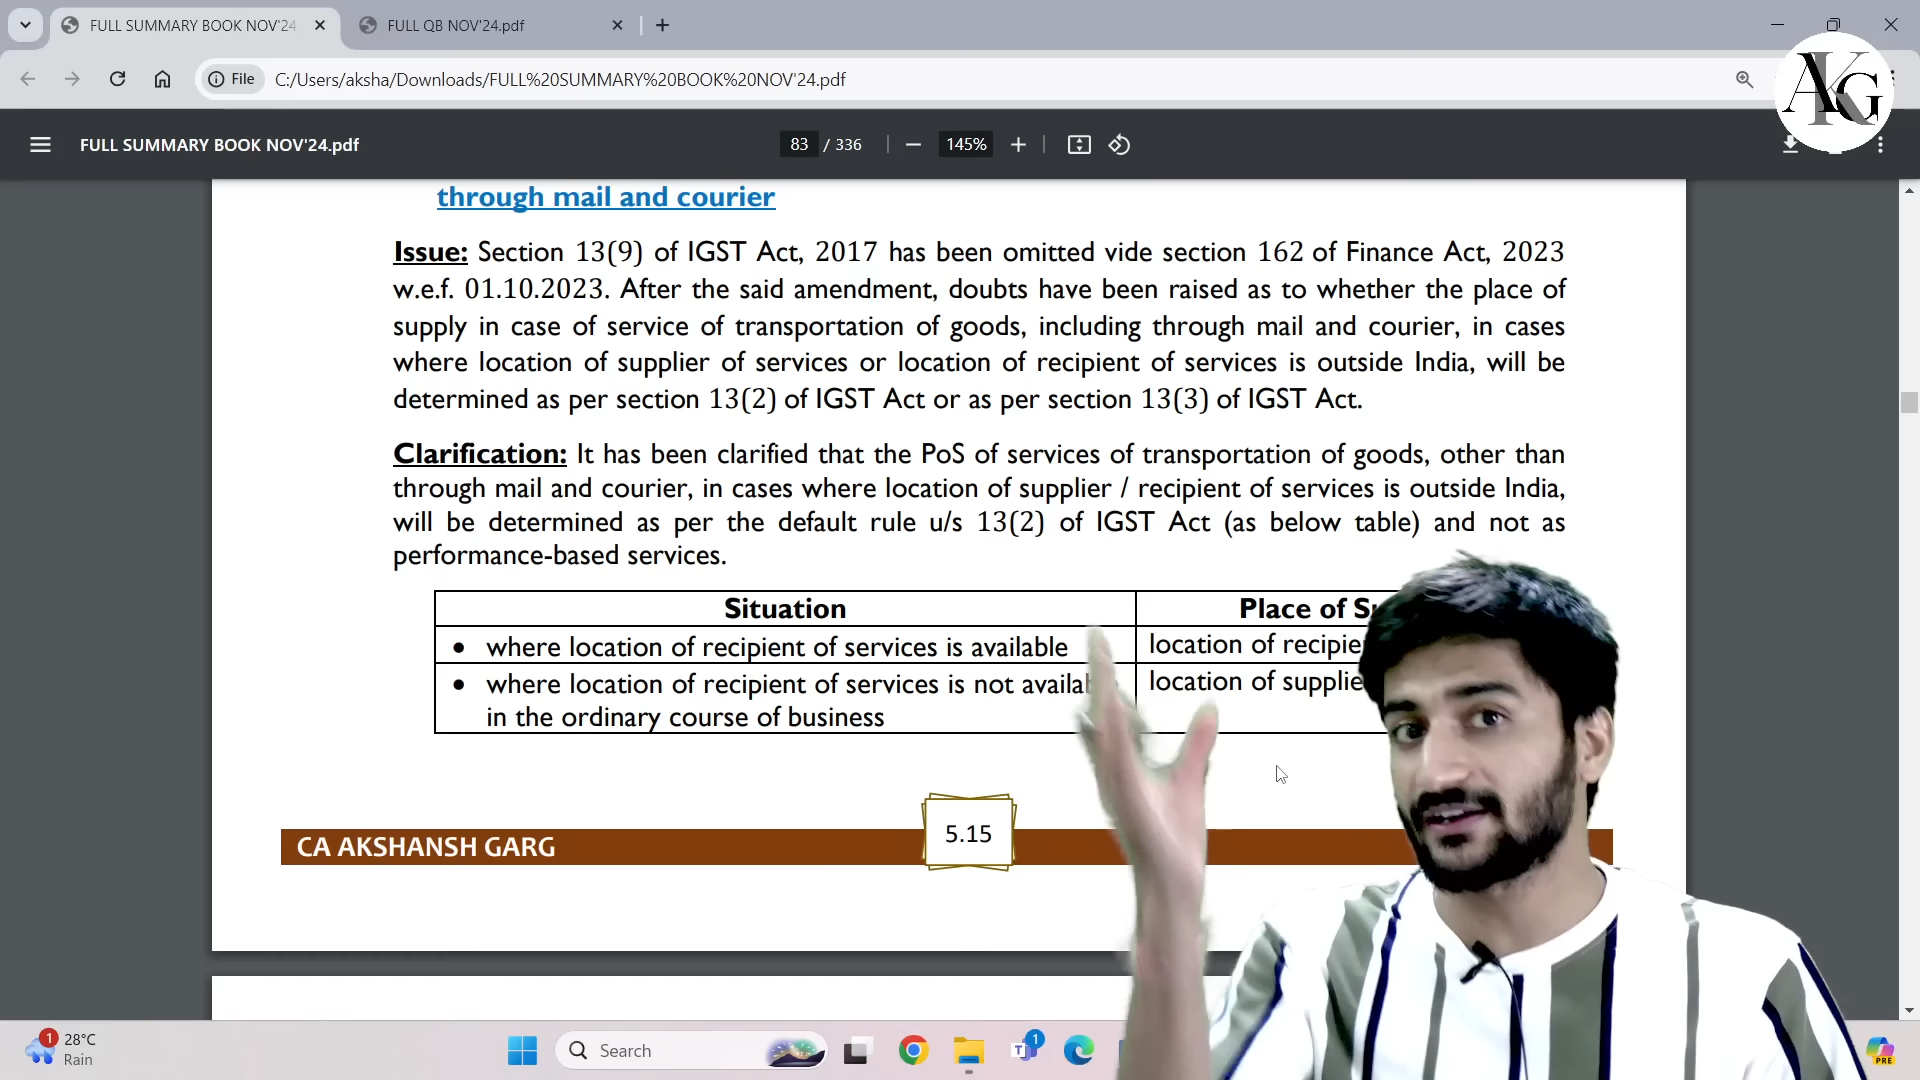 FULL SUMMARY BOOK NOV'24
FULL QB NOV'24.pdf
File
C:/Users/aksha/Downloads/FULL%20SUMMARY%20BOOK%20NOV'24.pdf
AKG
FULL SUMMARY BOOK NOV'24.pdf
83 / 336
145%
through mail and courier
Issue: Section 13(9) of IGST Act, 2017 has been omitted vide section 162 of Finance Act, 2023
w.e.f. 01.10.2023. After the said amendment, doubts have been raised as to whether the place of
supply in case of service of transportation of goods, including through mail and courier, in cases
where location of supplier of services or location of recipient of services is outside India, will be
determined as per section 13(2) of IGST Act or as per section 13(3) of IGST Act.
Clarification: It has been clarified that the PoS of services of transportation of goods, other than
through mail and courier, in cases where location of supplier / recipient of services is outside India,
will be determined as per the default rule u/s 13(2) of IGST Act (as below table) and not as
performance-based services.
Situation
Place of
• where location of recipient of services is available
location of
• where location of recipient of services is not
location of
in the ordinary course of business
5.15
CA AKSHANSH GARG
1
28°C
Rain
Search
1
PRE